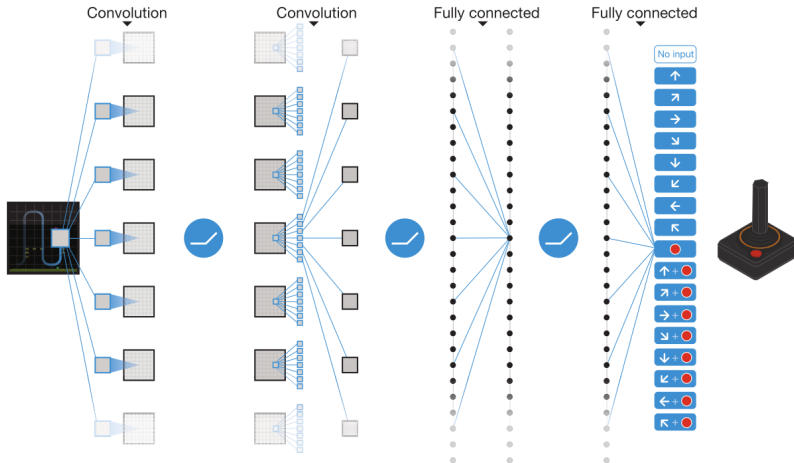 Convolution
Convolution
Fully connected
Fully connected
No input
+
+
+
+
+
+
+
+